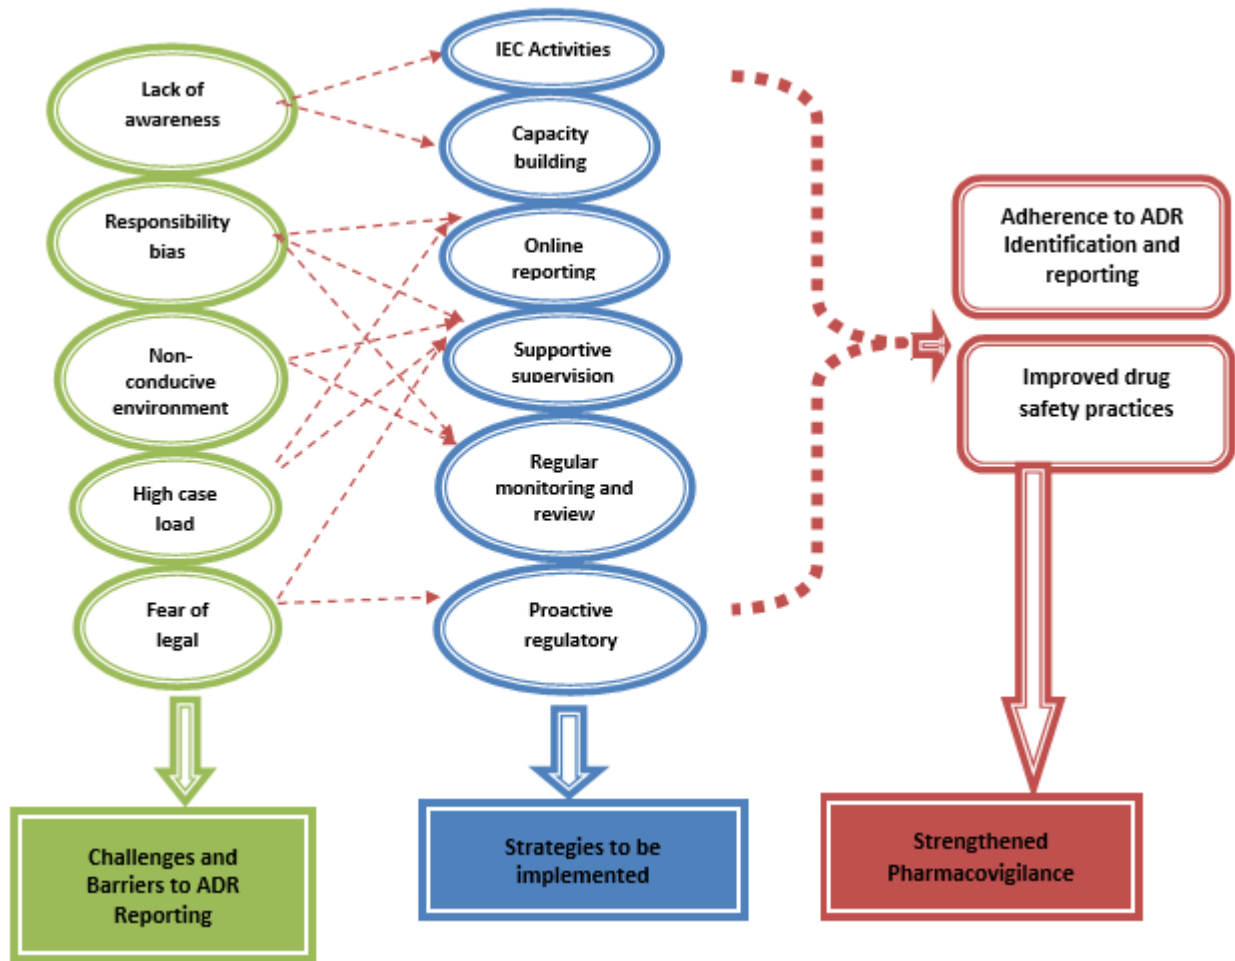 Lack of
awareness
Responsibility
bias
Non-
conducive
environment
High case
load
Fear of
legal
Challenges and
Barriers to ADR
Reporting
IEC Activities
Capacity
building
Online
reporting
Supportive
supervision
Regular
monitoring and
review
Proactive
regulatory
Strategies to be
implemented
Adherence to ADR
Identification and
reporting
Improved drug
safety practices
Strengthened
Pharmacovigilance